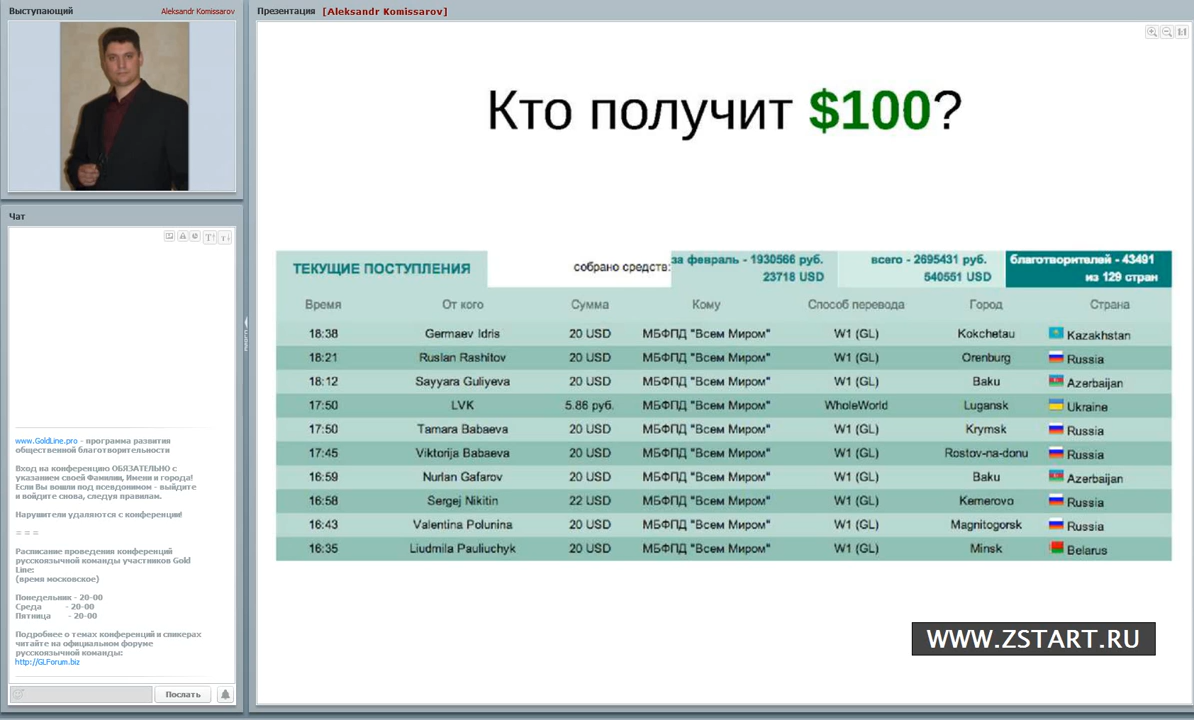 Выступающий
Aleksandr Komissarov
Чат
www.GoldLine.pro - программа развития
общественной благотворительности
Вход на конференцию ОБЯЗАТЕЛЬНО с
указанием своей Фамилии, Имени и города!
Если Вы вошли под псевдонимом - выйдите
и войдите снова, следуя правилам.
Нарушители удаляются с конференции!
= = =
Расписание проведения конференций
русскоязычной команды участников Gold
Line:
(время московское)
Понедельник - 20-00
Среда - 20-00
Пятница - 20-00
Подробнее о темах конференций и спикерах
читайте на официальном форуме
русскоязычной команды:
http://GLForum.biz
Послать
Презентация [Aleksandr Komissarov]
1:1
Кто получит $100?
ТЕКУЩИЕ ПОСТУПЛЕНИЯ
собрано средств:
за февраль - 1930566 руб.
23718 USD
всего - 2695431 руб.
540551 USD
благотворителей - 43491
из 129 стран
Время От кого Сумма Кому Способ перевода Город Страна
18:38 Germaev Idris 20 USD МБФПД "Всем Миром" W1 (GL) Kokchetau Kazakhstan
18:21 Ruslan Rashitov 20 USD МБФПД "Всем Миром" W1 (GL) Orenburg Russia
18:12 Sayyara Guliyeva 20 USD МБФПД "Всем Миром" W1 (GL) Baku Azerbaijan
17:50 LVK 5.86 руб. МБФПД "Всем Миром" WholeWorld Lugansk Ukraine
17:50 Tamara Babaeva 20 USD МБФПД "Всем Миром" W1 (GL) Krymsk Russia
17:45 Viktorija Babaeva 20 USD МБФПД "Всем Миром" W1 (GL) Rostov-na-donu Russia
16:59 Nurlan Gafarov 20 USD МБФПД "Всем Миром" W1 (GL) Baku Azerbaijan
16:58 Sergej Nikitin 22 USD МБФПД "Всем Миром" W1 (GL) Kemerovo Russia
16:43 Valentina Polunina 20 USD МБФПД "Всем Миром" W1 (GL) Magnitogorsk Russia
16:35 Liudmila Pauliuchyk 20 USD МБФПД "Всем Миром" W1 (GL) Minsk Belarus
WWW.ZSTART.RU